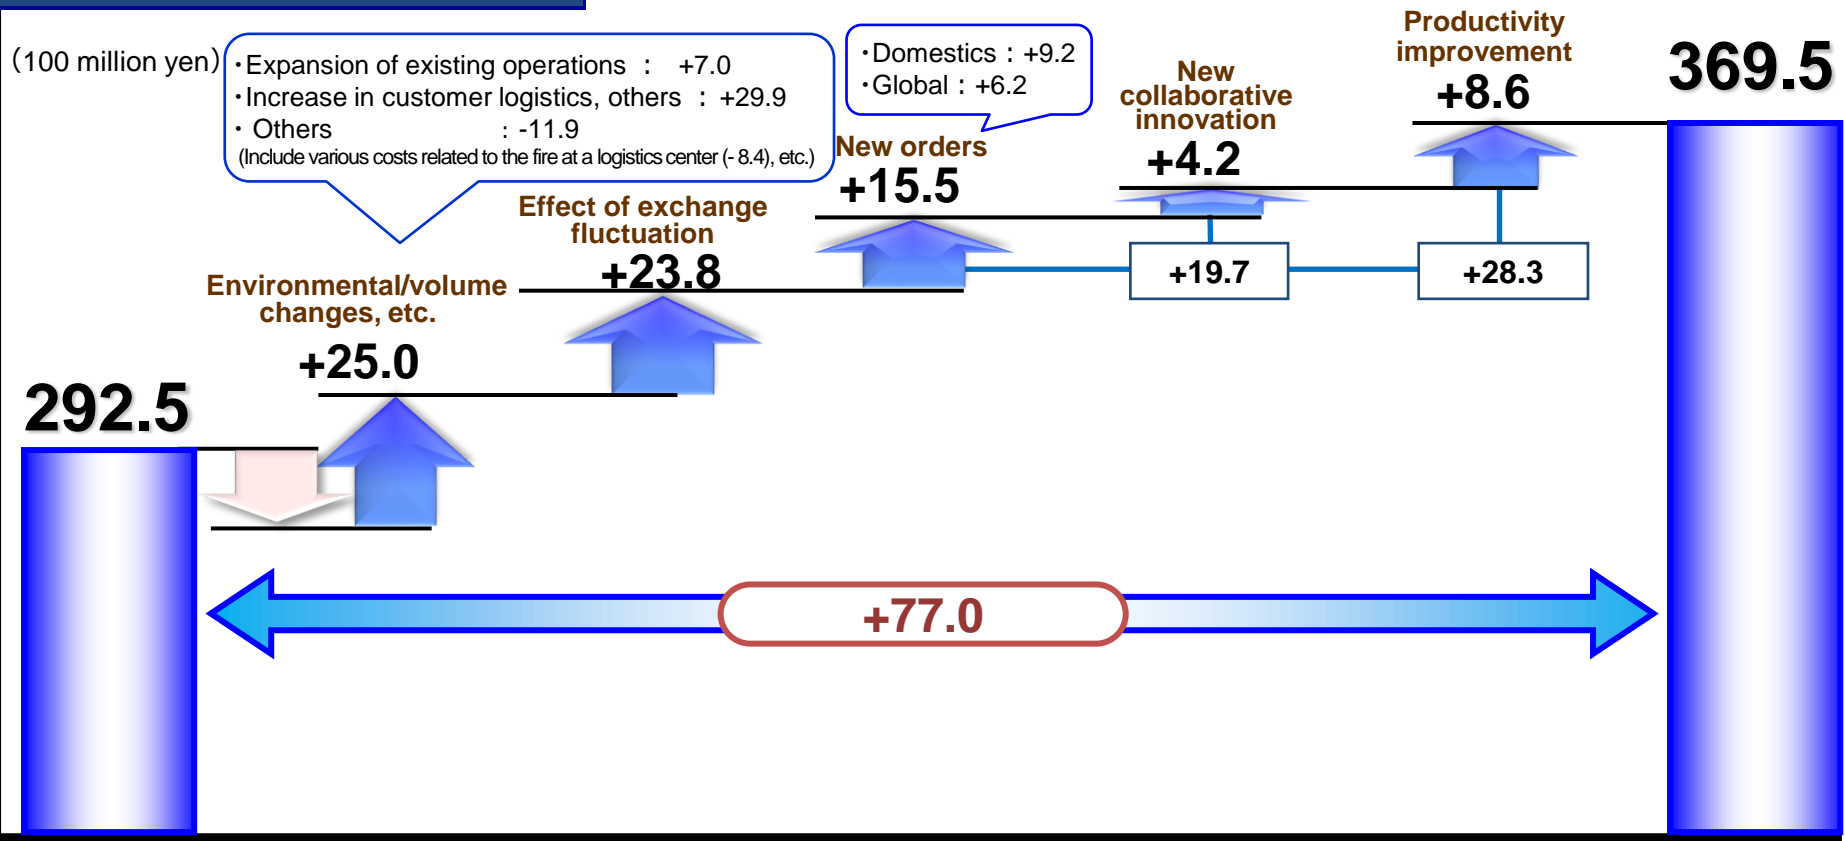 (100 million yen)
・Expansion of existing operations : +7.0
・Increase in customer logistics, others : +29.9
・ Others : -11.9
(Include various costs related to the fire at a logistics center (- 8.4), etc.)
・Domestics : +9.2
・Global : +6.2
Productivity
improvement
+8.6
369.5
New
collaborative
innovation
+4.2
New orders
+15.5
Effect of exchange
fluctuation
+23.8
Environmental/volume
changes, etc.
+25.0
292.5
+19.7
+28.3
+77.0